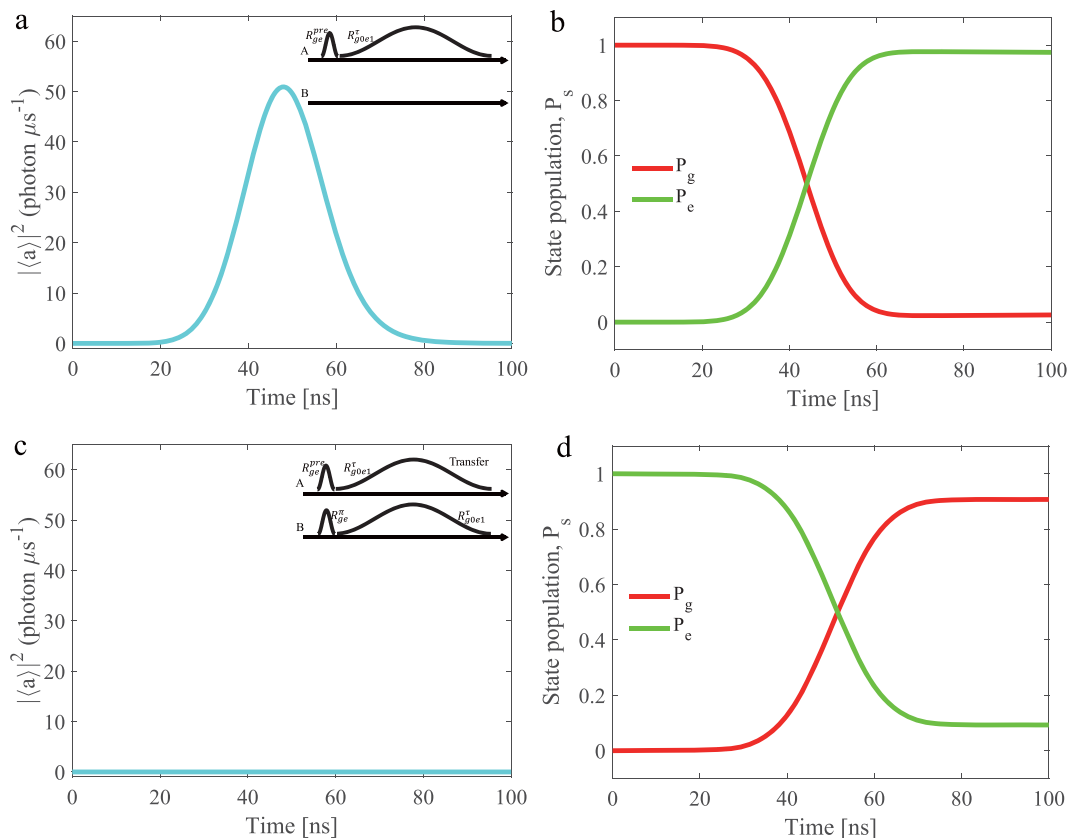 a
60
50
40
30
20
10
0
|⟨a⟩|² (photon μs⁻¹)
0 20 40 60 80 100
Time [ns]
R_ge^pre R_g0e1^τ
A
B
b
1
0.8
0.6
0.4
0.2
0
State population, P_s
P_g
P_e
0 20 40 60 80 100
Time [ns]
c
60
50
40
30
20
10
0
|⟨a⟩|² (photon μs⁻¹)
0 20 40 60 80 100
Time [ns]
R_ge^pre R_g0e1^τ Transfer
A
R_ge^π R_g0e1^τ
B
d
1
0.8
0.6
0.4
0.2
0
State population, P_s
P_g
P_e
0 20 40 60 80 100
Time [ns]